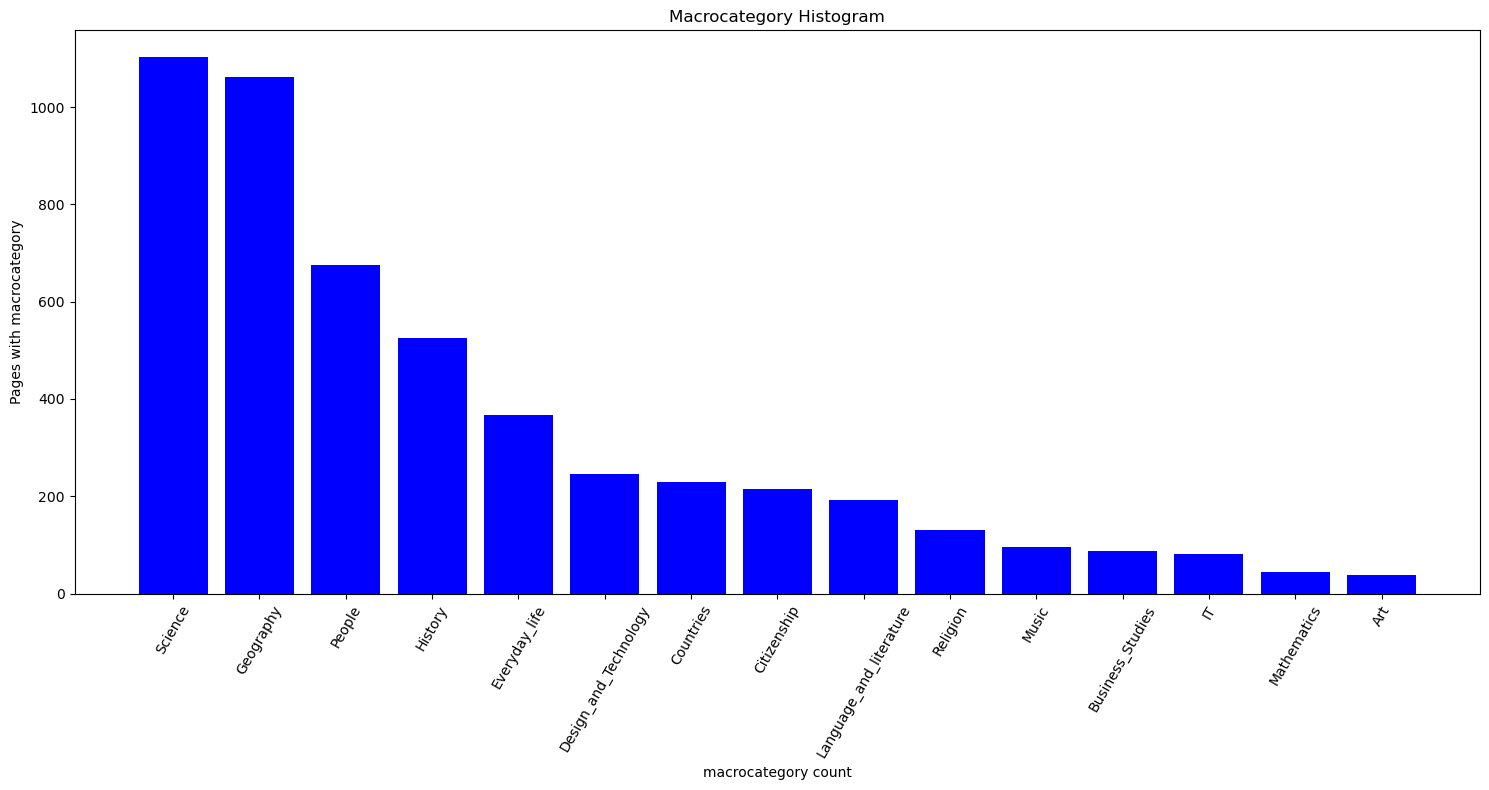 Macrocategory Histogram
Pages with macrocategory
1000
800
600
400
200
0
Science
Geography
People
History
Everyday_life
Design_and_Technology
Countries
Citizenship
Language_and_literature
Religion
Music
Business_Studies
IT
Mathematics
Art
macrocategory count